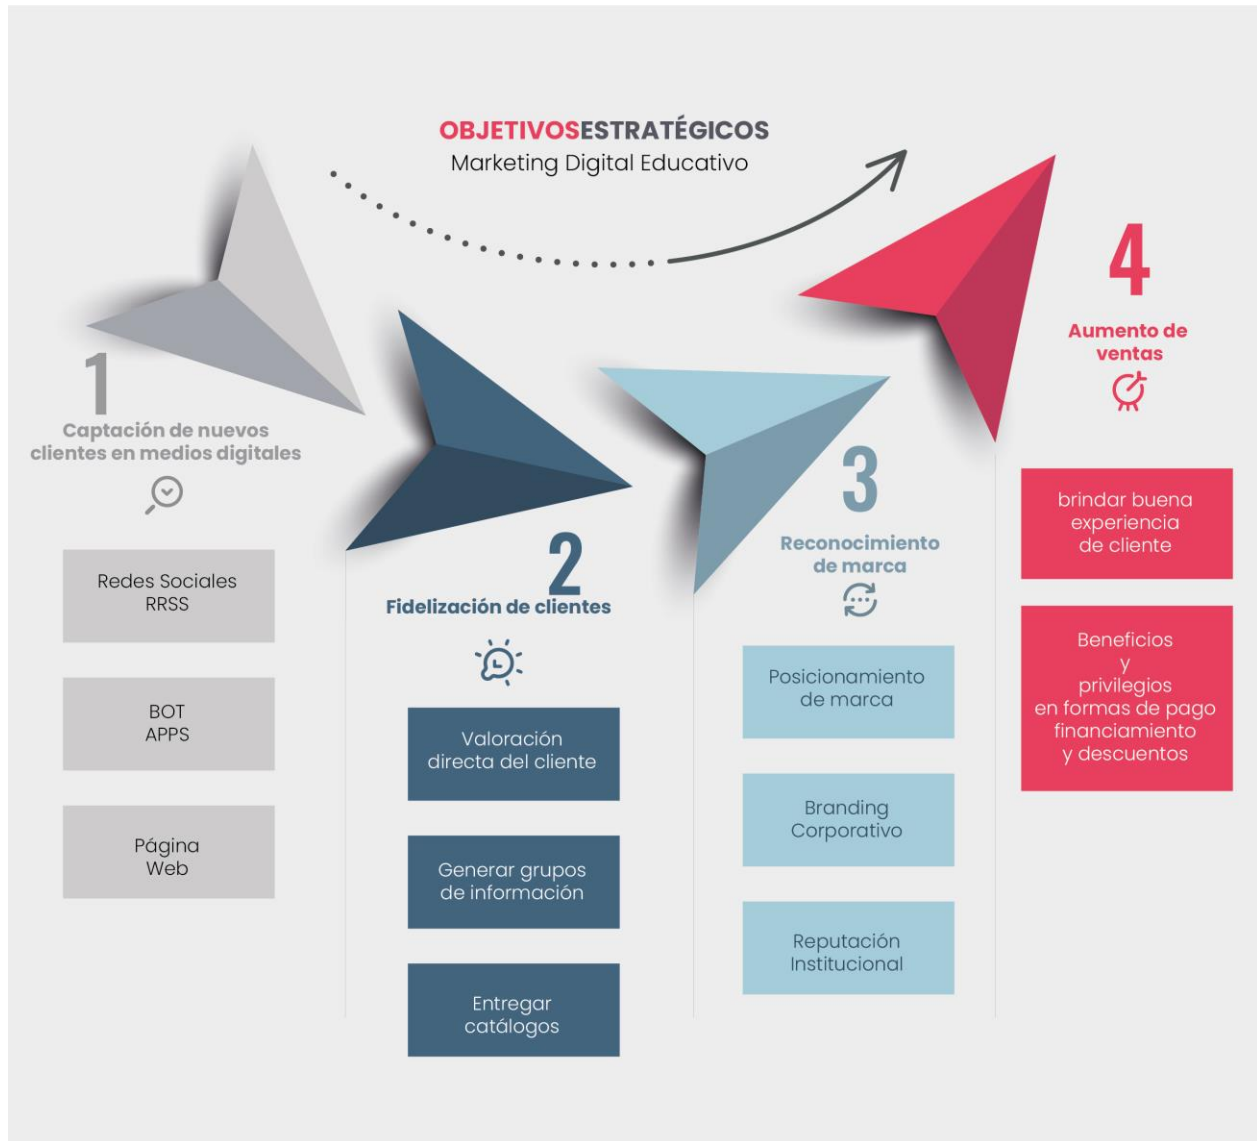 OBJETIVOSESTRATÉGICOS
Marketing Digital Educativo
1
Captación de nuevos
clientes en medios digitales
Redes Sociales
RRSS
BOT
APPS
Página
Web
2
Fidelización de clientes
Valoración
directa del cliente
Generar grupos
de información
Entregar
catálogos
3
Reconocimiento
de marca
Posicionamiento
de marca
Branding
Corporativo
Reputación
Institucional
4
Aumento de
ventas
brindar buena
experiencia
de cliente
Beneficios
y
privilegios
en formas de pago
financiamiento
y descuentos